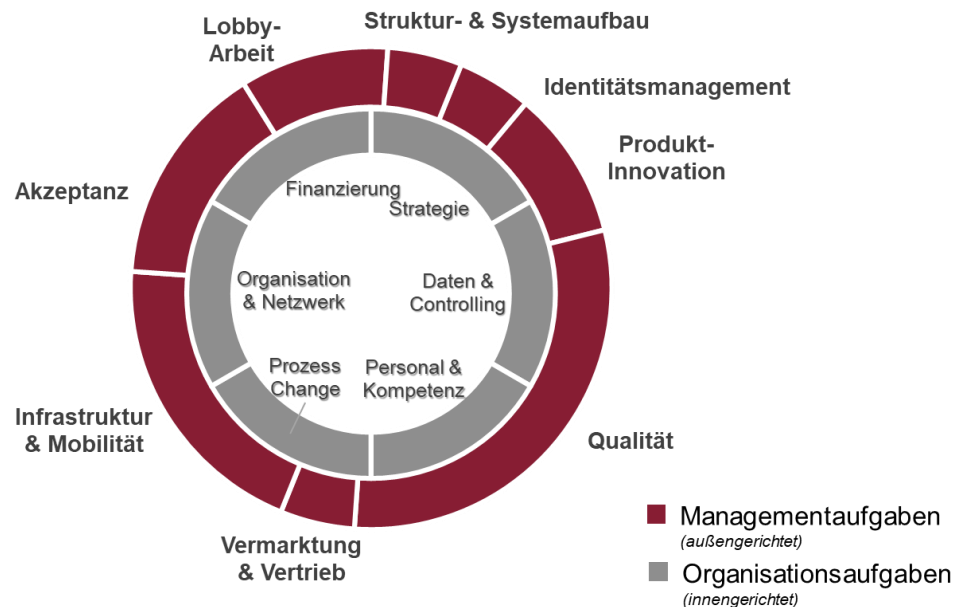 Struktur- & Systemaufbau
Lobby-
Arbeit
Identitätsmanagement
Produkt-
Innovation
Akzeptanz
Finanzierung
Strategie
Organisation
& Netzwerk
Daten &
Controlling
Prozess
Change
Personal &
Kompetenz
Infrastruktur
& Mobilität
Qualität
Vermarktung
& Vertrieb
Managementaufgaben
(außengerichtet)
Organisationsaufgaben
(innengerichtet)